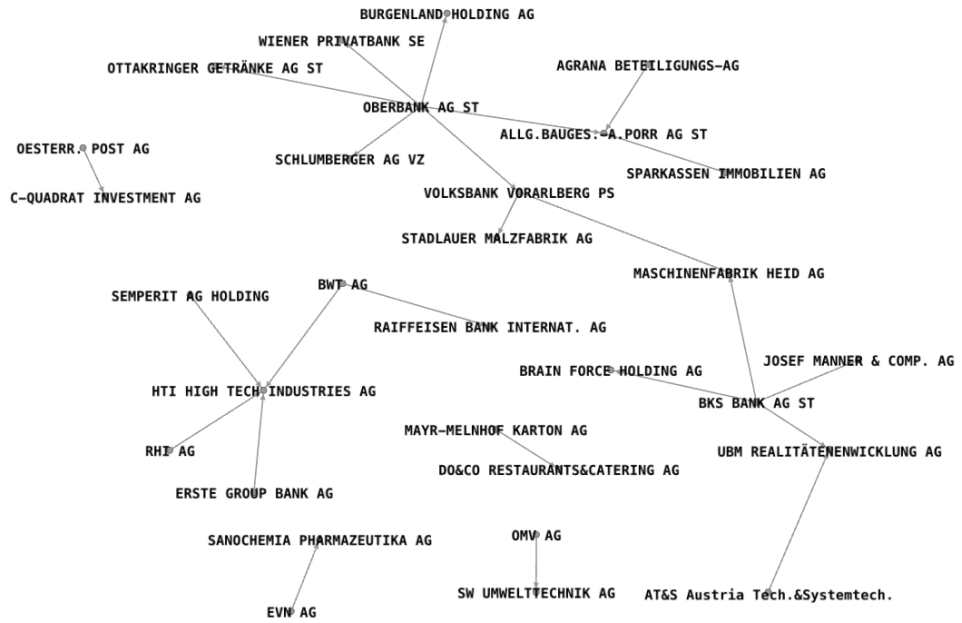 BURGENLAND HOLDING AG
WIENER PRIVATBANK SE
OTTAKRINGER GETRÄNKE AG ST
AGRANA BETEILIGUNGS-AG
OBERBANK AG ST
ALLG.BAUGES.-A.PORR AG ST
OESTERR. POST AG
SCHLUMBERGER AG VZ
SPARKASSEN IMMOBILIEN AG
C-QUADRAT INVESTMENT AG
VOLKSBANK VORARLBERG PS
STADLAUER MALZFABRIK AG
MASCHINENFABRIK HEID AG
BWT AG
SEMPERIT AG HOLDING
RAIFFEISEN BANK INTERNAT. AG
JOSEF MANNER & COMP. AG
BRAIN FORCE HOLDING AG
HTI HIGH TECH INDUSTRIES AG
BKS BANK AG ST
MAYR-MELNHOF KARTON AG
RHI AG
UBM REALITÄTENENWICKLUNG AG
DO&CO RESTAURANTS&CATERING AG
ERSTE GROUP BANK AG
OMV AG
SANOCHEMIA PHARMAZEUTIKA AG
SW UMWELTTECHNIK AG
AT&S Austria Tech.&Systemtech.
EVN AG